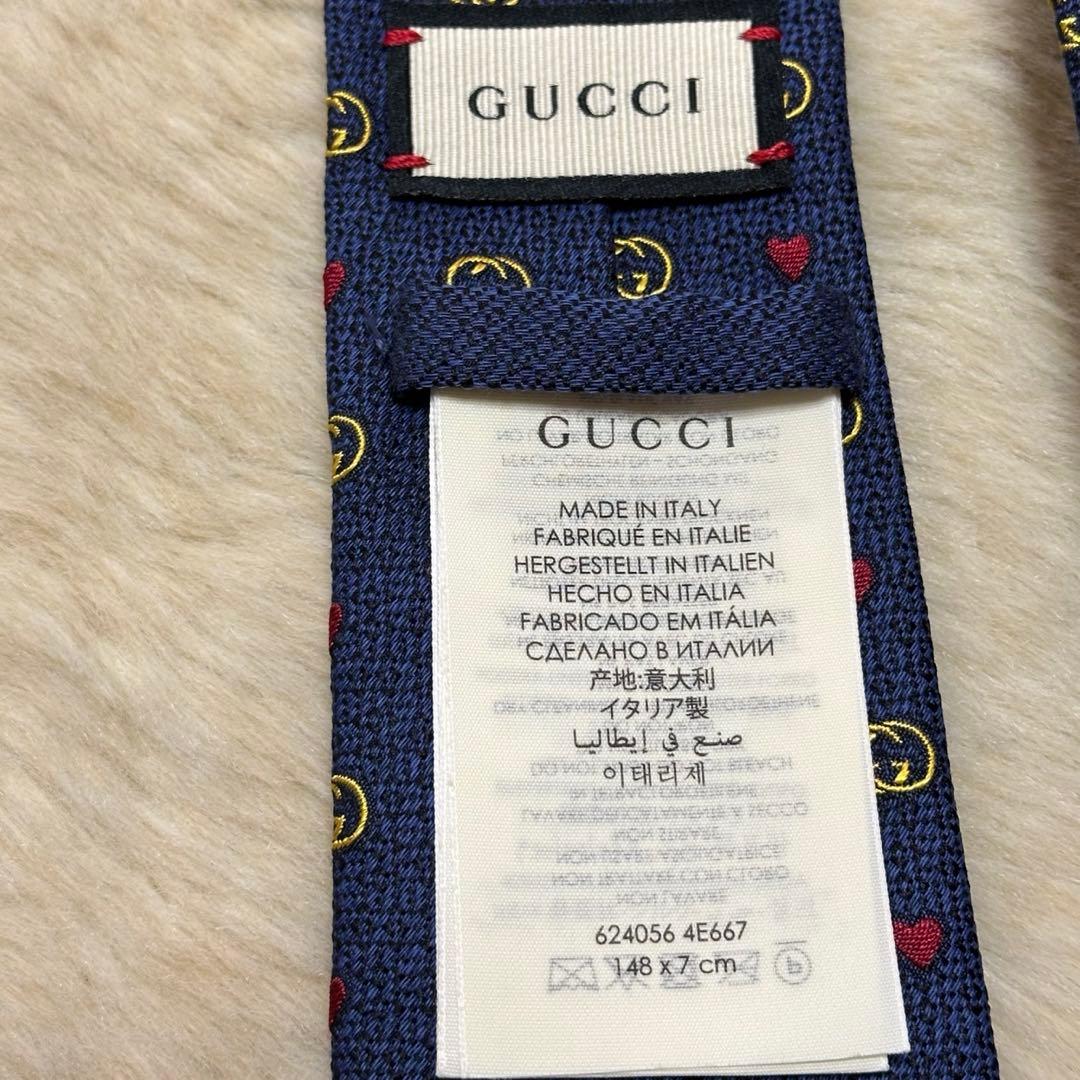 GUCCI
GUCCI
MADE IN ITALY
FABRIQUÉ EN ITALIE
HERGESTELLT IN ITALIEN
HECHO EN ITALIA
FABRICADO EM ITÁLIA
СДЕЛАНО В ИТАЛИИ
产地:意大利
イタリア製
صنع في إيطاليا
이태리제
624056 4E667
148 x 7 cm